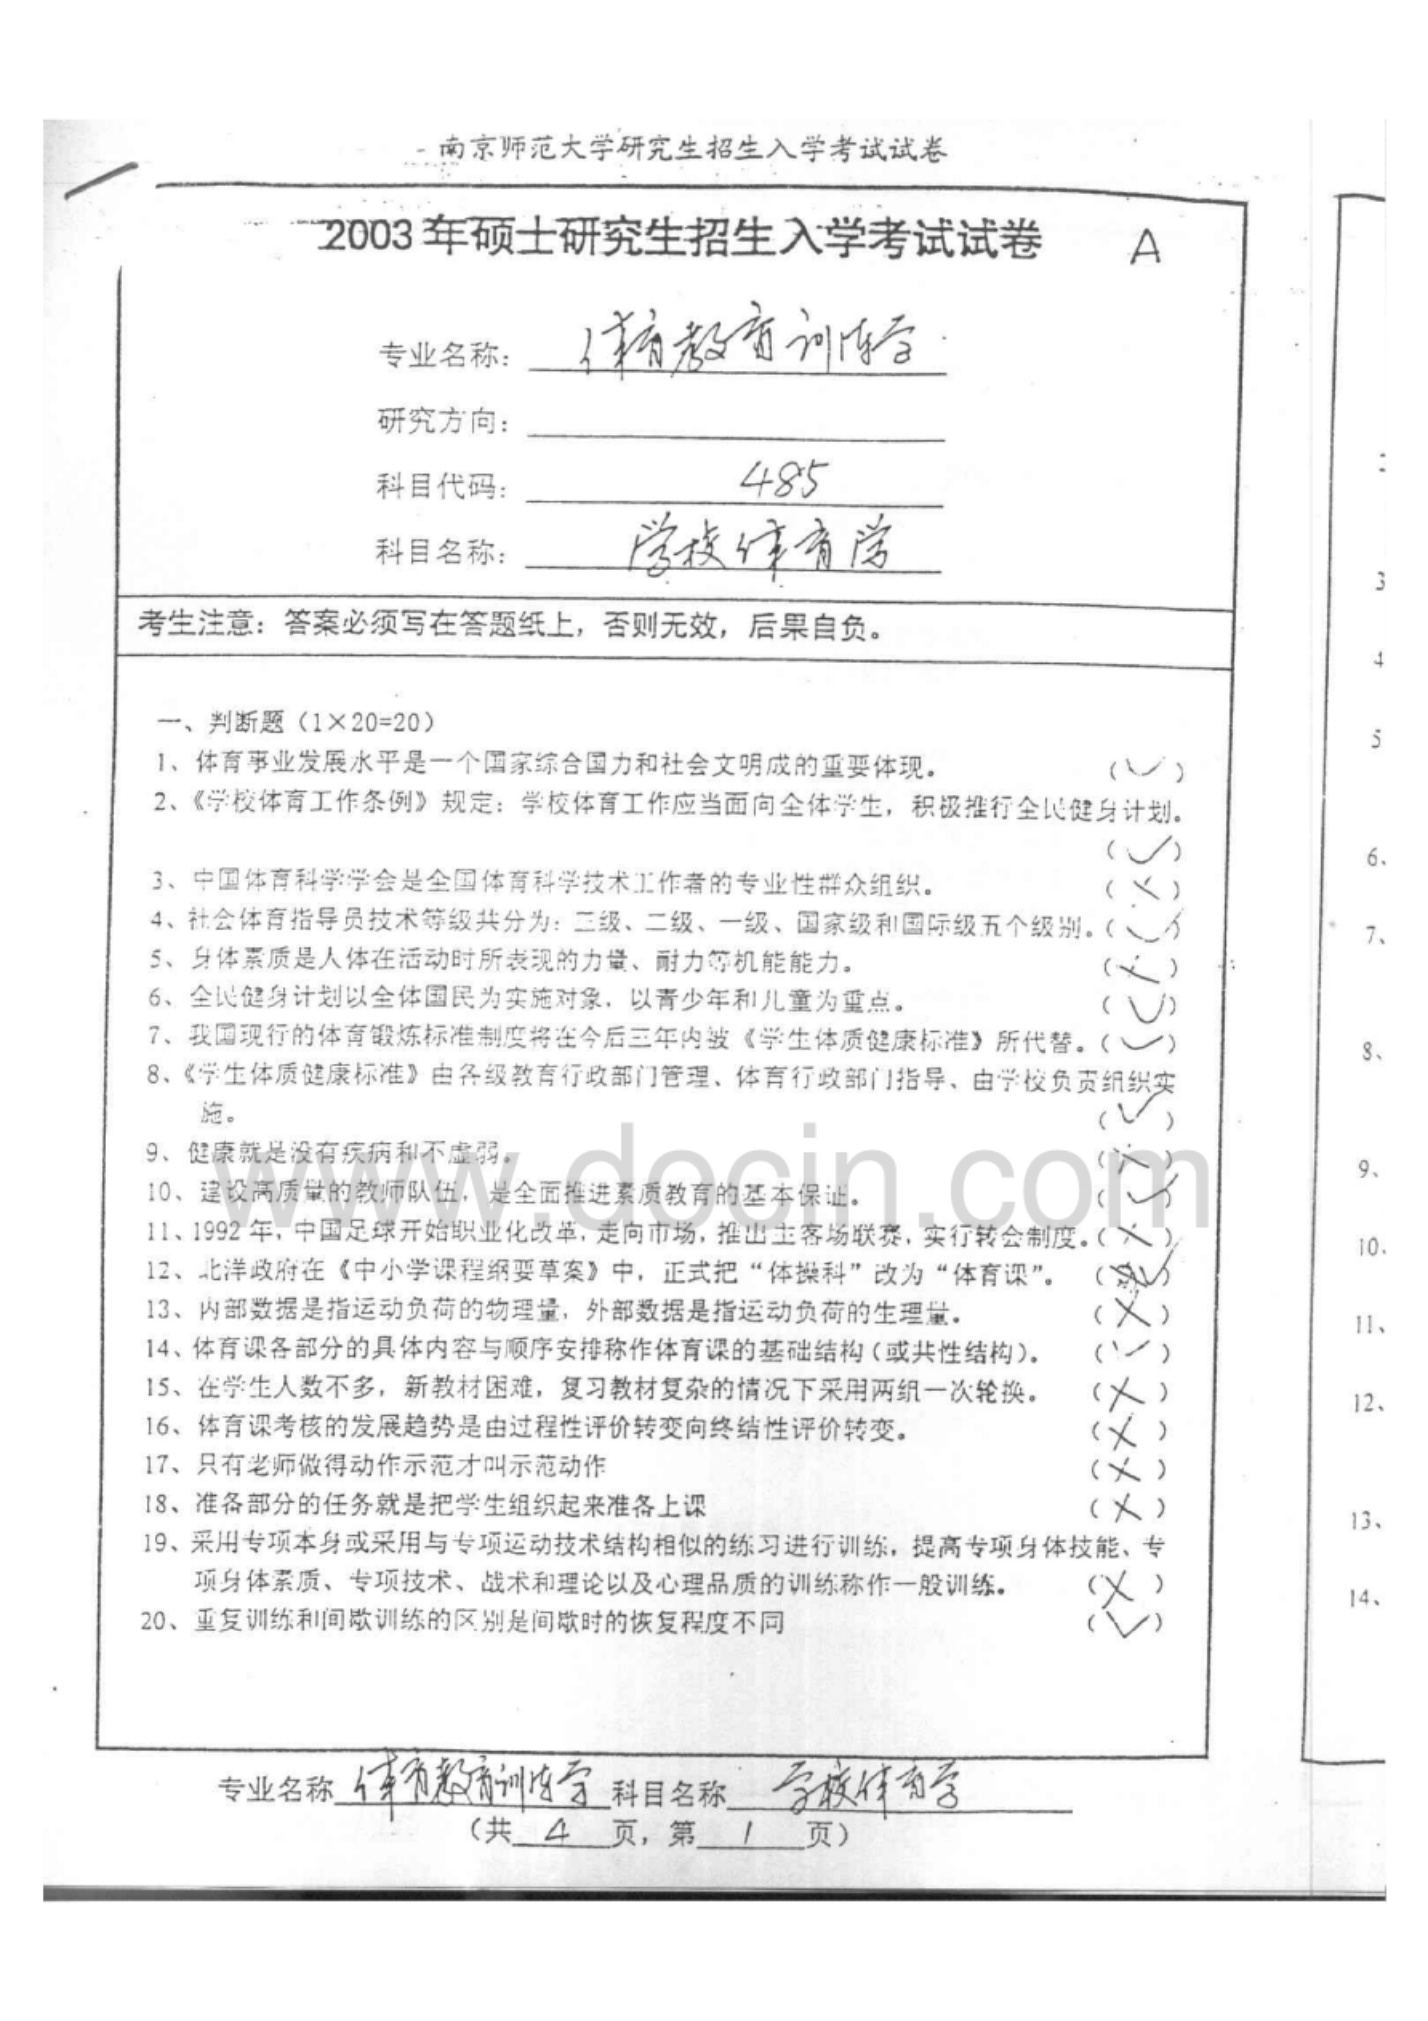 南京师范大学研究生招生入学考试试卷
2003年硕士研究生招生入学考试试卷 A
专业名称：体育教育训练学
研究方向：
科目代码：485
科目名称：学校体育学
考生注意：答案必须写在答题纸上，否则无效，后果自负。
一、判断题（1×20=20）
1、体育事业发展水平是一个国家综合国力和社会文明成的重要体现。 (✓)
2、《学校体育工作条例》规定：学校体育工作应当面向全体学生，积极推行全民健身计划。
(✓)
3、中国体育科学学会是全国体育科学技术工作者的专业性群众组织。 (×)
4、社会体育指导员技术等级共分为：三级、二级、一级、国家级和国际级五个级别。(✓)
5、身体素质是人体在活动时所表现的力量、耐力等机能能力。 (×)
6、全民健身计划以全体国民为实施对象，以青少年和儿童为重点。 (✓)
7、我国现行的体育锻炼标准制度将在今后三年内被《学生体质健康标准》所代替。(✓)
8、《学生体质健康标准》由各级教育行政部门管理、体育行政部门指导、由学校负责组织实
施。 (✓)
9、健康就是没有疾病和不虚弱。 (×)
10、建设高质量的教师队伍，是全面推进素质教育的基本保证。 (✓)
11、1992年，中国足球开始职业化改革，走向市场，推出主客场联赛，实行转会制度。(×)
12、北洋政府在《中小学课程纲要草案》中，正式把“体操科”改为“体育课”。 (✓)
13、内部数据是指运动负荷的物理量，外部数据是指运动负荷的生理量。 (×)
14、体育课各部分的具体内容与顺序安排称作体育课的基础结构（或共性结构）。 (✓)
15、在学生人数不多，新教材困难，复习教材复杂的情况下采用两组一次轮换。 (×)
16、体育课考核的发展趋势是由过程性评价转变向终结性评价转变。 (×)
17、只有老师做得动作示范才叫示范动作 (×)
18、准备部分的任务就是把学生组织起来准备上课 (×)
19、采用专项本身或采用与专项运动技术结构相似的练习进行训练，提高专项身体技能、专
项身体素质、专项技术、战术和理论以及心理品质的训练称作一般训练。 (×)
20、重复训练和间歇训练的区别是间歇时的恢复程度不同 (✓)
专业名称 体育教育训练学 科目名称 学校体育学
（共 4 页，第 1 页）
3
4
5
6、
7、
8、
9、
10、
11、
12、
13、
14、
www.docin.com